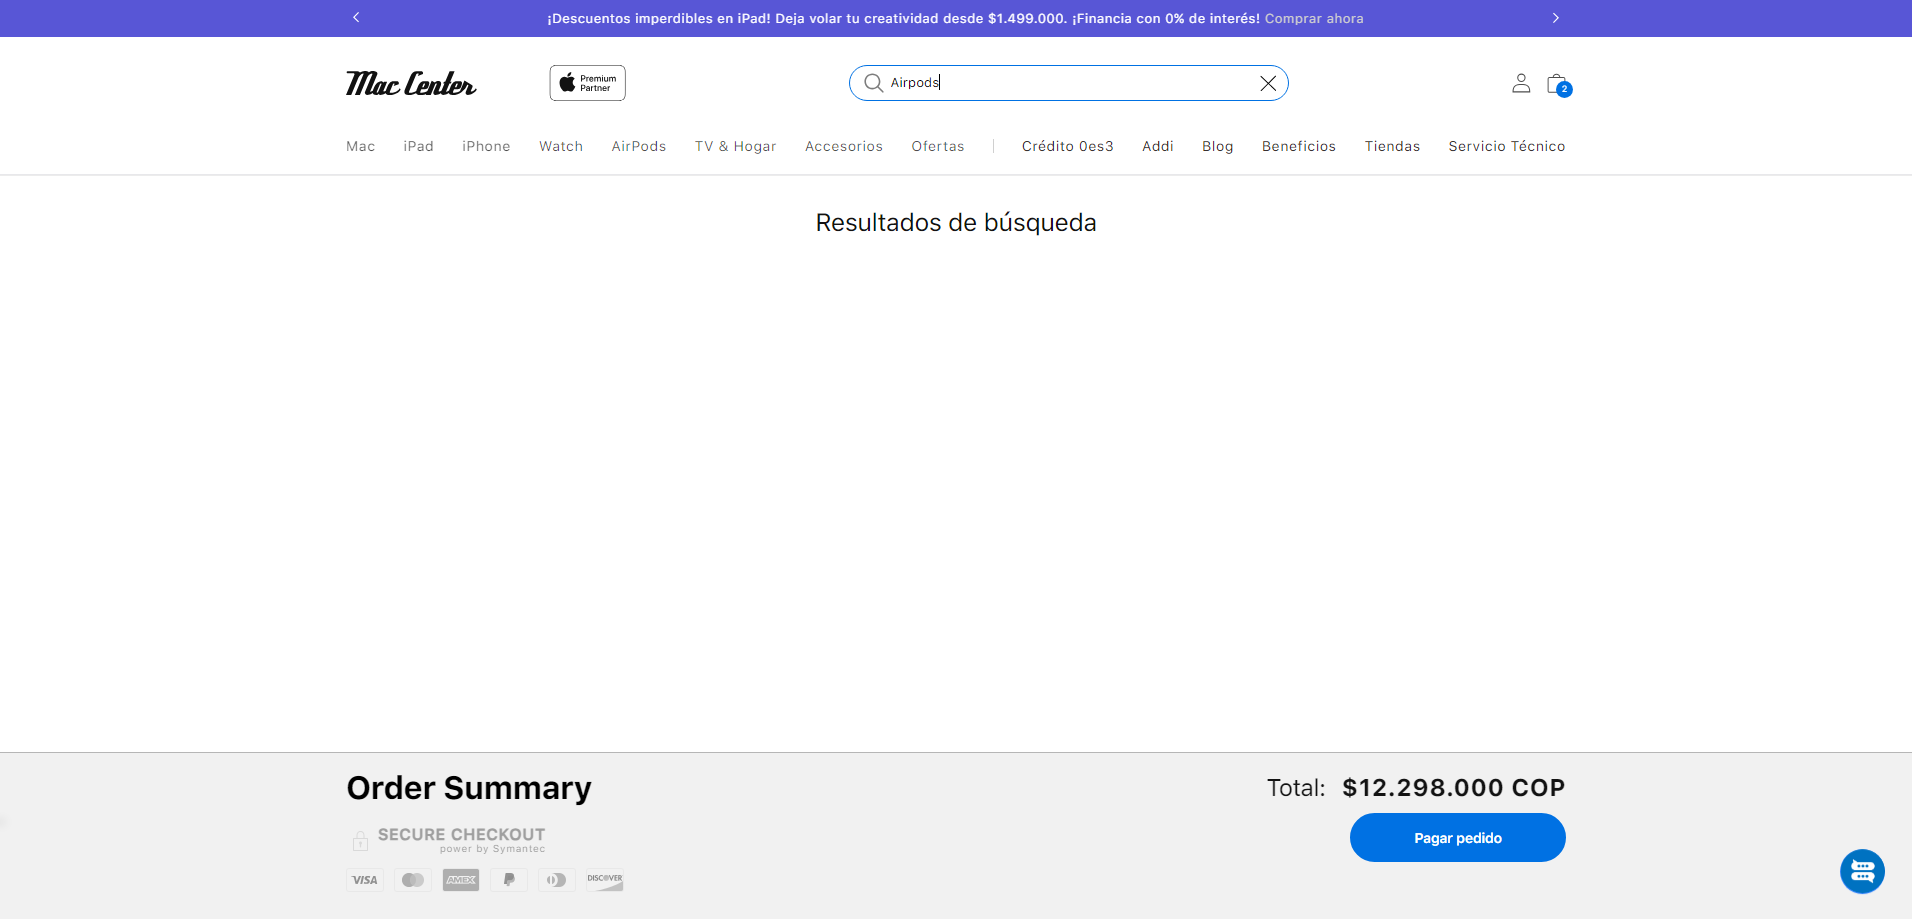 ¡Descuentos imperdibles en iPad! Deja volar tu creatividad desde $1.499.000. ¡Financia con 0% de interés! Comprar ahora
Mac Center
Premium
Partner
Airpods
2
Mac iPad iPhone Watch AirPods TV & Hogar Accesorios Ofertas Crédito 0es3 Addi Blog Beneficios Tiendas Servicio Técnico
Resultados de búsqueda
Order Summary
Total: $12.298.000 COP
SECURE CHECKOUT
power by Symantec
Pagar pedido
VISA AMEX DISCOVER